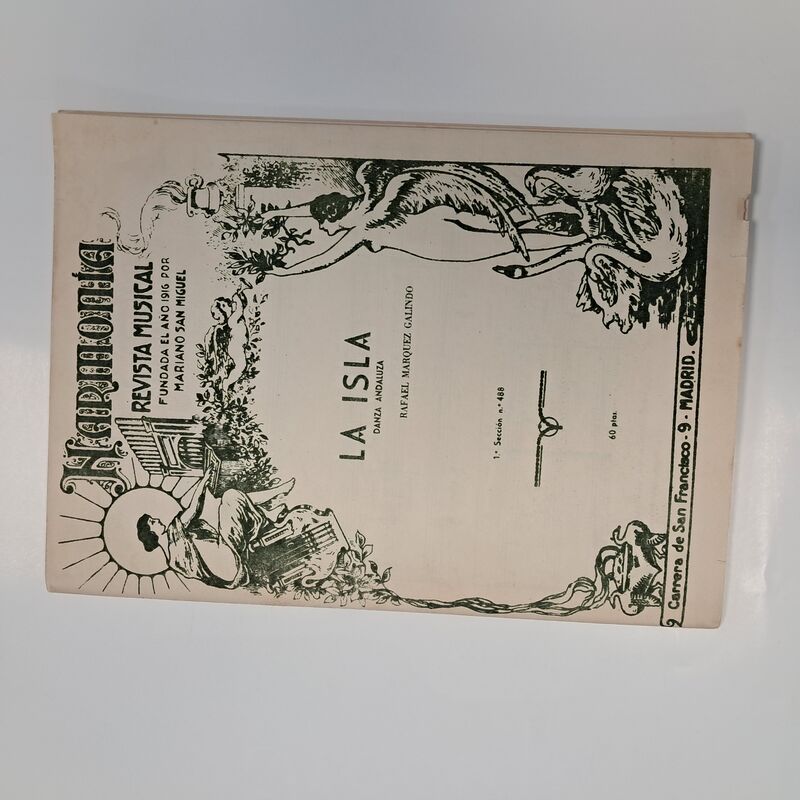 HARMONÍA
REVISTA MUSICAL
FUNDADA EL AÑO 1916 POR
MARIANO SAN MIGUEL
LA ISLA
DANZA ANDALUZA
RAFAEL MARQUEZ GALINDO
1.ª Sección n.º 488
60 ptas.
Carrera de San Francisco - 9 - MADRID.